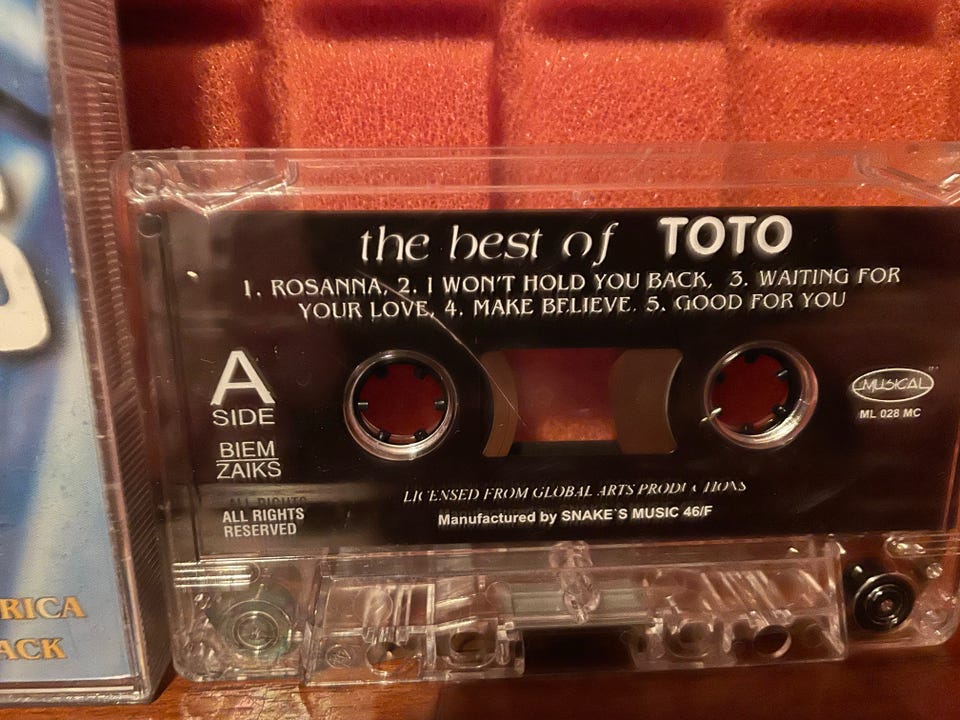 the best of TOTO
1. ROSANNA, 2. I WON'T HOLD YOU BACK, 3. WAITING FOR
YOUR LOVE, 4. MAKE BELIEVE. 5. GOOD FOR YOU
A
SIDE
BIEM
ZAIKS
MUSICAL
ML 028 MC
ALL RIGHTS
RESERVED
LICENSED FROM GLOBAL ARTS PRODUCTIONS
Manufactured by SNAKE`S MUSIC 46/F
RICA
ACK